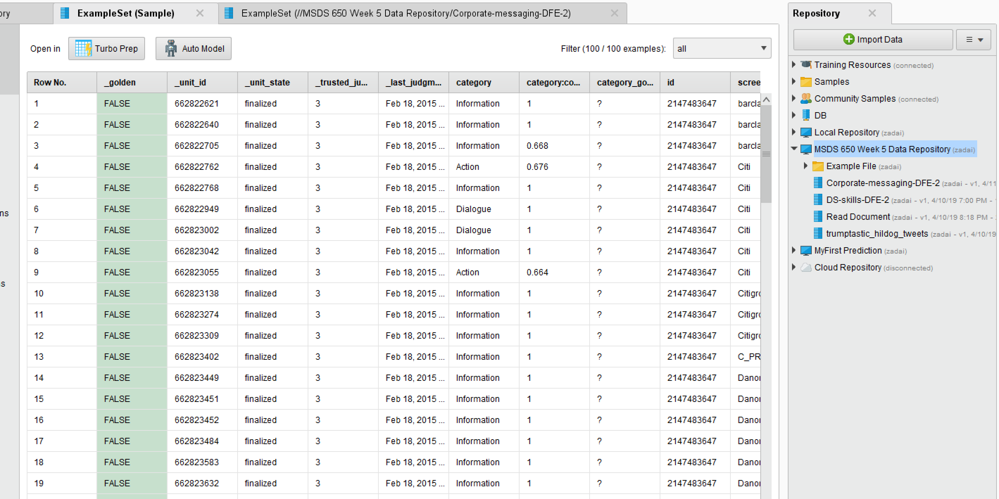 ory ExampleSet (Sample) ExampleSet (//MSDS 650 Week 5 Data Repository/Corporate-messaging-DFE-2)
Open in Turbo Prep Auto Model Filter (100 / 100 examples): all
Row No. _golden _unit_id _unit_state _trusted_ju... _last_judgm... category category:co... category_go... id scree
1 FALSE 662822621 finalized 3 Feb 18, 2015 ... Information 1 ? 2147483647 barcla
2 FALSE 662822640 finalized 3 Feb 18, 2015 ... Information 1 ? 2147483647 barcla
3 FALSE 662822705 finalized 3 Feb 18, 2015 ... Information 0.668 ? 2147483647 barcla
4 FALSE 662822762 finalized 3 Feb 18, 2015 ... Action 0.676 ? 2147483647 Citi
5 FALSE 662822768 finalized 3 Feb 18, 2015 ... Information 1 ? 2147483647 Citi
6 FALSE 662822949 finalized 3 Feb 18, 2015 ... Dialogue 1 ? 2147483647 Citi
ns
7 FALSE 662823002 finalized 3 Feb 18, 2015 ... Dialogue 1 ? 2147483647 Citi
8 FALSE 662823042 finalized 3 Feb 18, 2015 ... Information 1 ? 2147483647 Citi
9 FALSE 662823055 finalized 3 Feb 18, 2015 ... Action 0.664 ? 2147483647 Citi
s
10 FALSE 662823138 finalized 3 Feb 18, 2015 ... Information 1 ? 2147483647 Citigro
11 FALSE 662823274 finalized 3 Feb 18, 2015 ... Information 1 ? 2147483647 Citigro
12 FALSE 662823309 finalized 3 Feb 18, 2015 ... Information 1 ? 2147483647 Citigro
13 FALSE 662823402 finalized 3 Feb 18, 2015 ... Information 1 ? 2147483647 C_PR
14 FALSE 662823449 finalized 3 Feb 18, 2015 ... Information 1 ? 2147483647 Danon
15 FALSE 662823451 finalized 3 Feb 18, 2015 ... Information 1 ? 2147483647 Danon
16 FALSE 662823452 finalized 3 Feb 18, 2015 ... Information 1 ? 2147483647 Danon
17 FALSE 662823484 finalized 3 Feb 18, 2015 ... Information 1 ? 2147483647 Danon
18 FALSE 662823583 finalized 3 Feb 18, 2015 ... Information 1 ? 2147483647 Danon
19 FALSE 662823632 finalized 3 Feb 18, 2015 ... Information 1 ? 2147483647 Danon
Repository
Import Data
Training Resources (connected)
Samples
Community Samples (connected)
DB
Local Repository (zadai)
MSDS 650 Week 5 Data Repository (zadai)
Example File (zadai)
Corporate-messaging-DFE-2 (zadai - v1, 4/11
DS-skills-DFE-2 (zadai - v1, 4/10/19 7:00 PM -
Read Document (zadai - v1, 4/10/19 8:18 PM -
trumptastic_hildog_tweets (zadai - v1, 4/10/19
MyFirst Prediction (zadai)
Cloud Repository (disconnected)